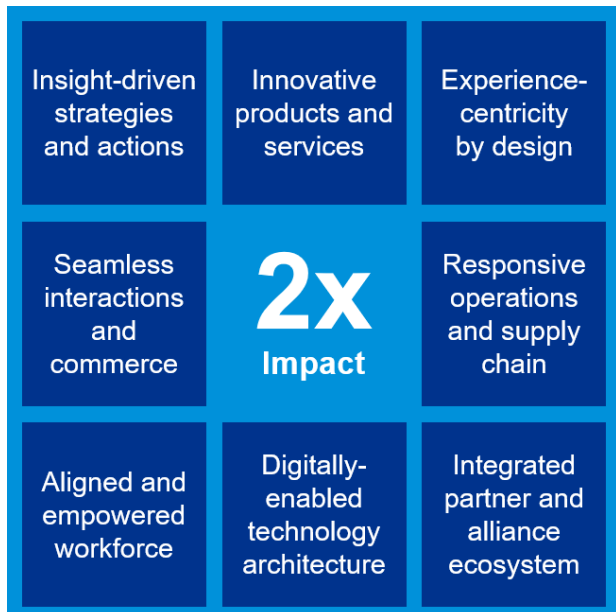 Insight-driven
strategies
and actions
Innovative
products and
services
Experience-
centricity
by design
Seamless
interactions
and
commerce
2x
Impact
Responsive
operations
and supply
chain
Aligned and
empowered
workforce
Digitally-
enabled
technology
architecture
Integrated
partner and
alliance
ecosystem